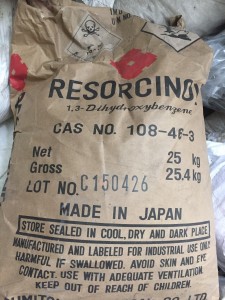 RESORCINOL
1,3-Dihydroxybenzene
CAS NO. 108-46-3
Net 25 kg
Gross 25.4 kg
LOT NO. C150426
MADE IN JAPAN
STORE SEALED IN COOL, DRY AND DARK PLACE
MANUFACTURED AND LABELED FOR INDUSTRIAL USE ONLY
HARMFUL IF SWALLOWED. AVOID SKIN AND EYE
CONTACT. USE WITH ADEQUATE VENTILATION.
KEEP OUT OF REACH OF CHILDREN.